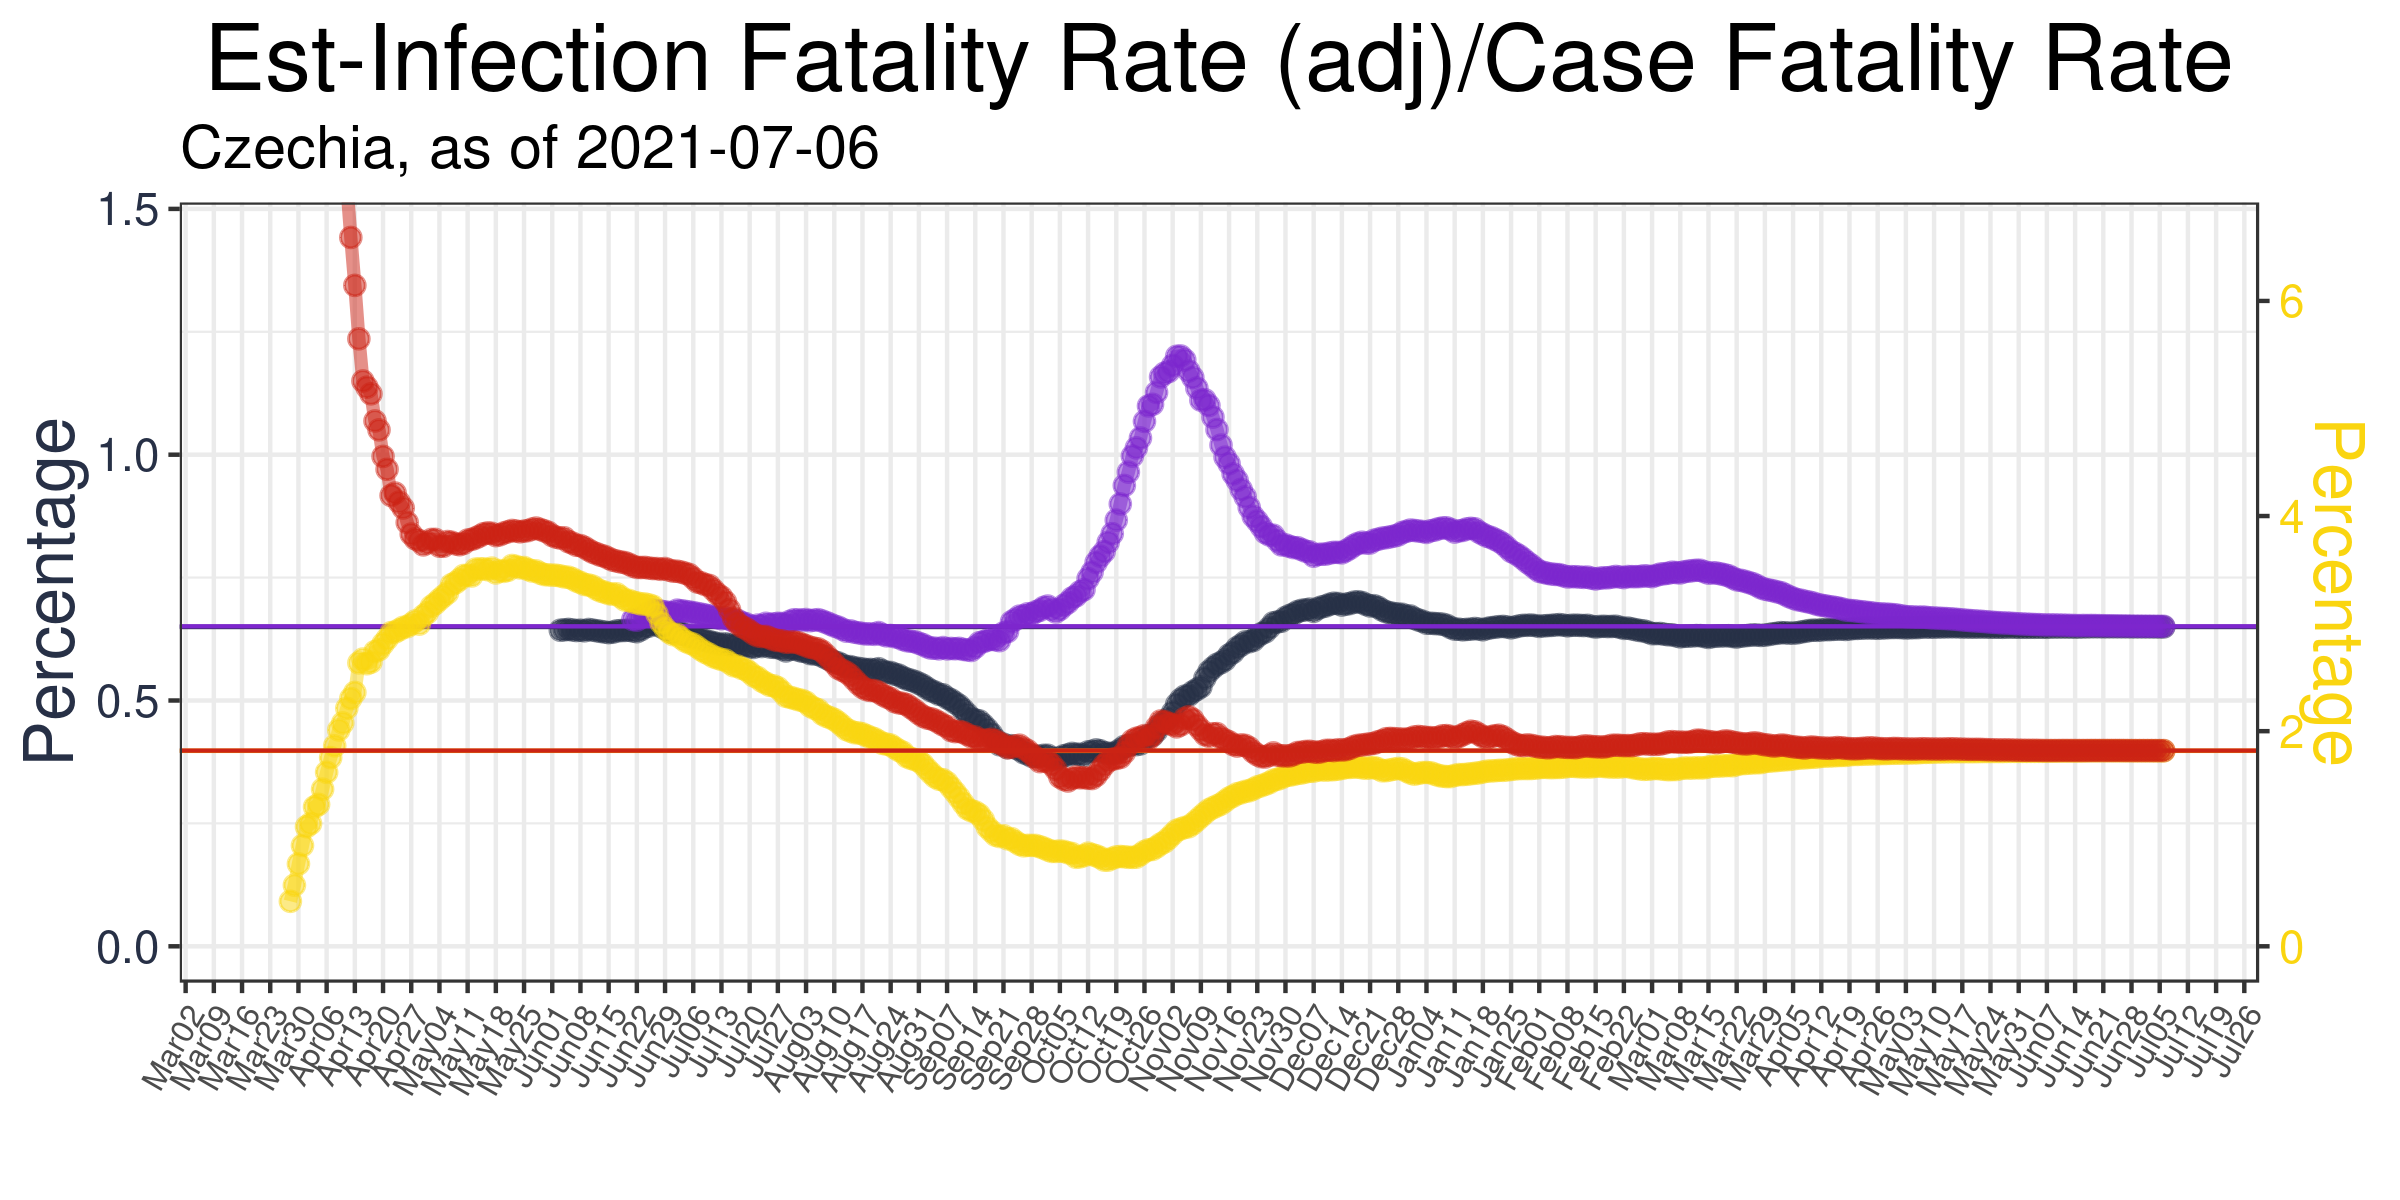 Est-Infection Fatality Rate (adj)/Case Fatality Rate
Czechia, as of 2021-07-06
Percentage
1.5
1.0
0.5
0.0
6
4
2
0
Percentage
Mar02
Mar09
Mar16
Mar23
Mar30
Apr06
Apr13
Apr20
Apr27
May04
May11
May18
May25
Jun01
Jun08
Jun15
Jun22
Jun29
Jul06
Jul13
Jul20
Jul27
Aug03
Aug10
Aug17
Aug24
Aug31
Sep07
Sep14
Sep21
Sep28
Oct05
Oct12
Oct19
Oct26
Nov02
Nov09
Nov16
Nov23
Nov30
Dec07
Dec14
Dec21
Dec28
Jan04
Jan11
Jan18
Jan25
Feb01
Feb08
Feb15
Feb22
Mar01
Mar08
Mar15
Mar22
Mar29
Apr05
Apr12
Apr19
Apr26
May03
May10
May17
May24
May31
Jun07
Jun14
Jun21
Jun28
Jul05
Jul12
Jul19
Jul26